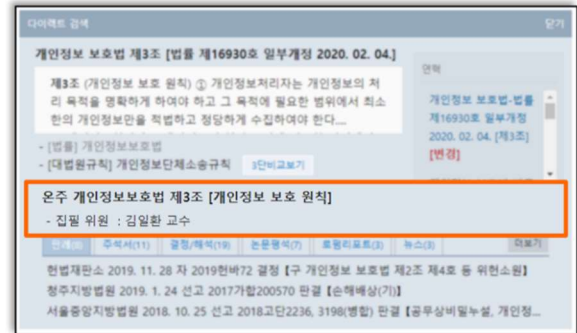 다이렉트 검색 닫기
개인정보 보호법 제3조 [법률 제16930호 일부개정 2020. 02. 04.]
연혁
제3조 (개인정보 보호 원칙) ① 개인정보처리자는 개인정보의 처
리 목적을 명확하게 하여야 하고 그 목적에 필요한 범위에서 최소
한의 개인정보만을 적법하고 정당하게 수집하여야 한다....
개인정보 보호법-법률
제16930호 일부개정
2020. 02. 04. [제3조]
[변경]
- [법률] 개인정보보호법
- [대법원규칙] 개인정보단체소송규칙 3단비교보기
온주 개인정보보호법 제3조 [개인정보 보호 원칙]
- 집필 위원 : 김일환 교수
판례(8) 주석서(11) 결정/해석(19) 논문평석(7) 로펌리포트(3) 뉴스(3) 더보기
헌법재판소 2019. 11. 28 자 2019헌바72 결정 【구 개인정보 보호법 제2조 제4호 등 위헌소원】
청주지방법원 2019. 1. 24 선고 2017가합200570 판결 【손해배상(기)】
서울중앙지방법원 2018. 10. 25 선고 2018고단2236, 3198(병합) 판결 【공무상비밀누설, 개인정...